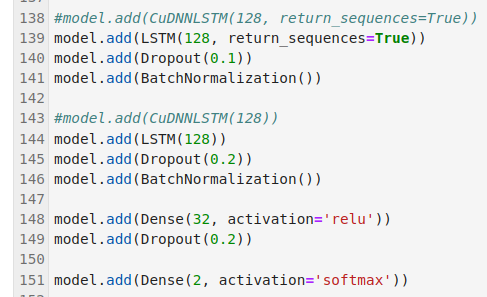 138 #model.add(CuDNNLSTM(128, return_sequences=True))
139 model.add(LSTM(128, return_sequences=True))
140 model.add(Dropout(0.1))
141 model.add(BatchNormalization())
142
143 #model.add(CuDNNLSTM(128))
144 model.add(LSTM(128))
145 model.add(Dropout(0.2))
146 model.add(BatchNormalization())
147
148 model.add(Dense(32, activation='relu'))
149 model.add(Dropout(0.2))
150
151 model.add(Dense(2, activation='softmax'))